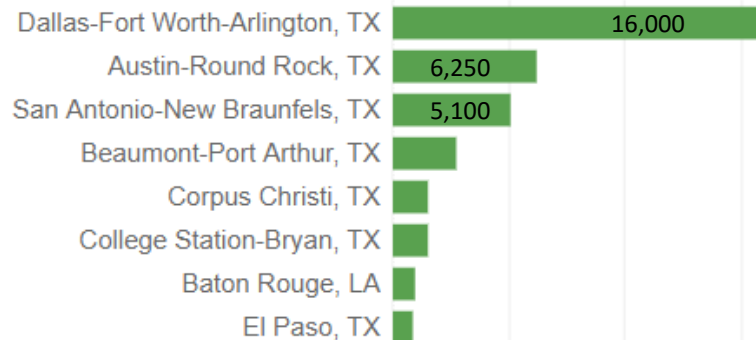 Dallas-Fort Worth-Arlington, TX 16,000
Austin-Round Rock, TX 6,250
San Antonio-New Braunfels, TX 5,100
Beaumont-Port Arthur, TX
Corpus Christi, TX
College Station-Bryan, TX
Baton Rouge, LA
El Paso, TX